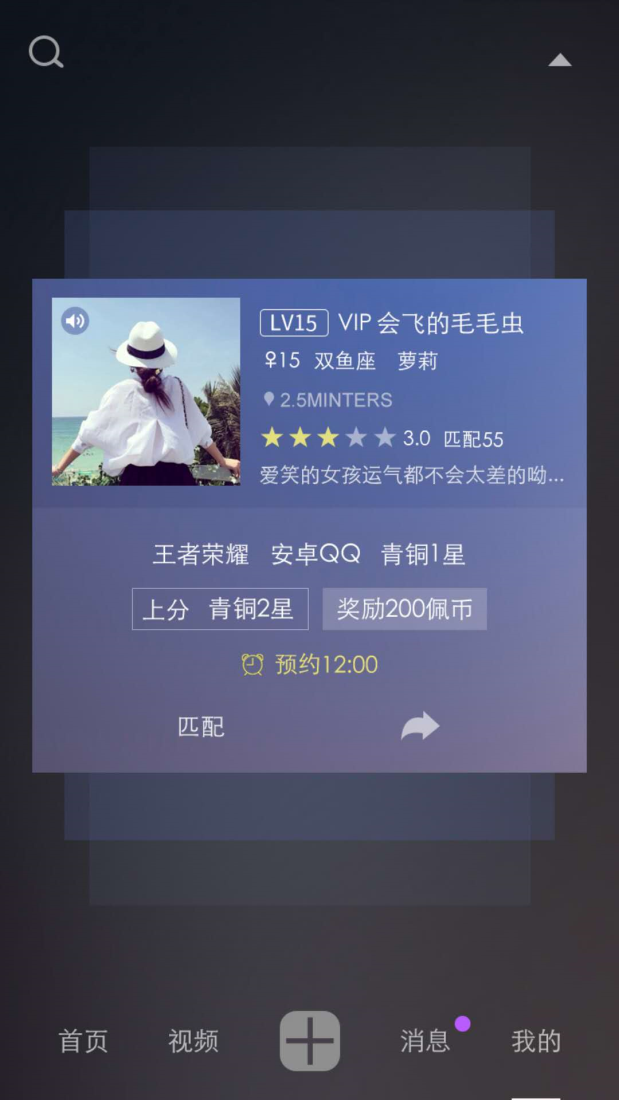 LV15 VIP 会飞的毛毛虫
♀15 双鱼座 萝莉
2.5MINTERS
3.0 匹配55
爱笑的女孩运气都不会太差的呦...
王者荣耀 安卓QQ 青铜1星
上分 青铜2星 奖励200佩币
预约12:00
匹配
首页 视频 消息 我的